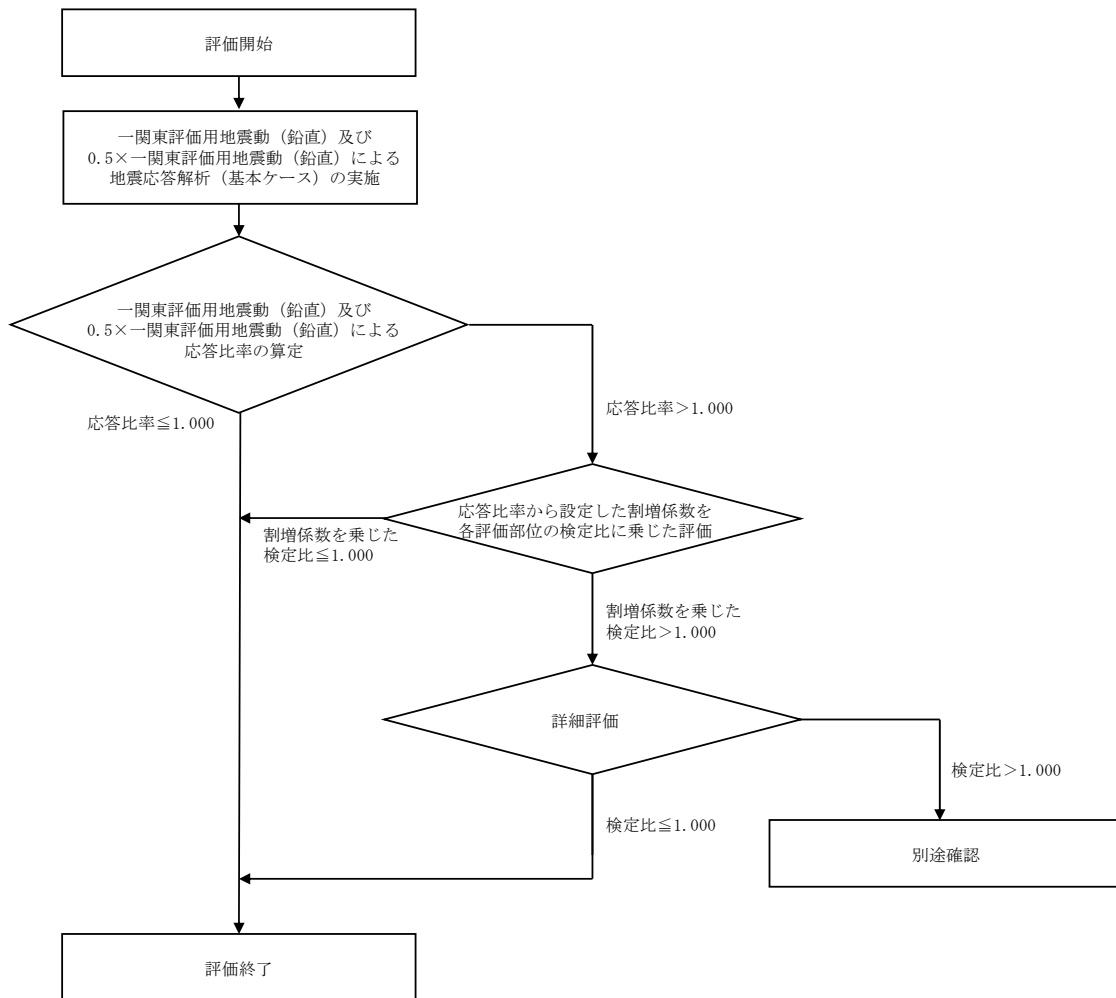 評価開始
一関東評価用地震動（鉛直）及び
0.5×一関東評価用地震動（鉛直）による
地震応答解析（基本ケース）の実施
一関東評価用地震動（鉛直）及び
0.5×一関東評価用地震動（鉛直）による
応答比率の算定
応答比率≦1.000
応答比率＞1.000
応答比率から設定した割増係数を
各評価部位の検定比に乗じた評価
割増係数を乗じた
検定比≦1.000
割増係数を乗じた
検定比＞1.000
詳細評価
検定比＞1.000
検定比≦1.000
別途確認
評価終了